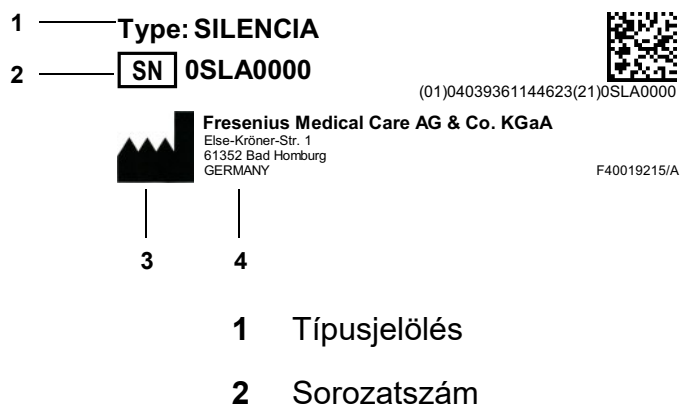 1 Type: SILENCIA
2 SN 0SLA0000
(01)04039361144623(21)0SLA0000
Fresenius Medical Care AG & Co. KGaA
Else-Kröner-Str. 1
61352 Bad Homburg
GERMANY F40019215/A
3 4
1 Típusjelölés
2 Sorozatszám